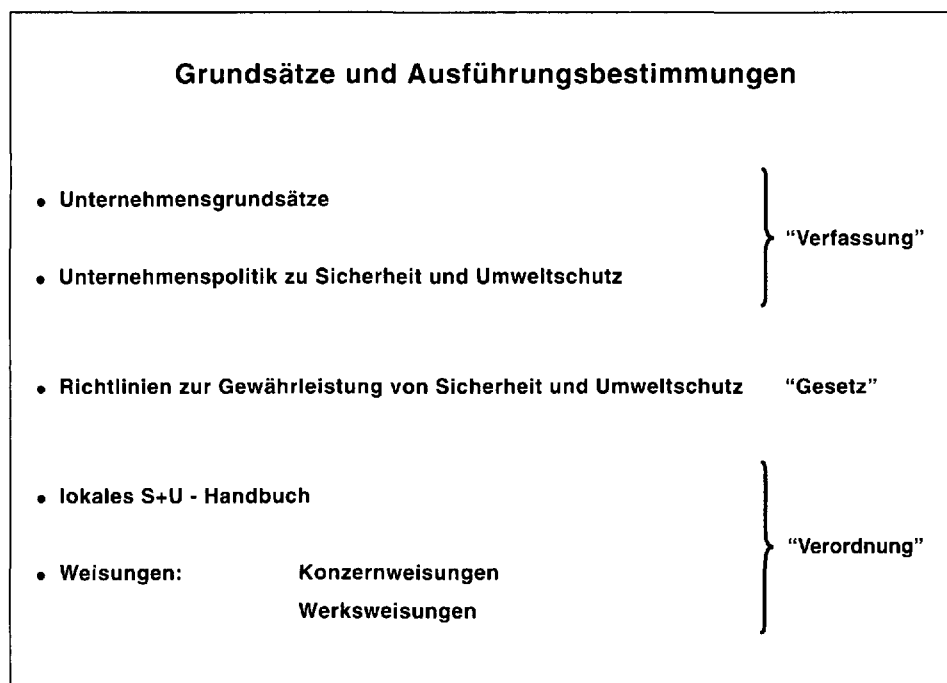 Grundsätze und Ausführungsbestimmungen
• Unternehmensgrundsätze
“Verfassung”
• Unternehmenspolitik zu Sicherheit und Umweltschutz
• Richtlinien zur Gewährleistung von Sicherheit und Umweltschutz “Gesetz”
• lokales S+U - Handbuch
“Verordnung”
• Weisungen: Konzernweisungen
Werksweisungen